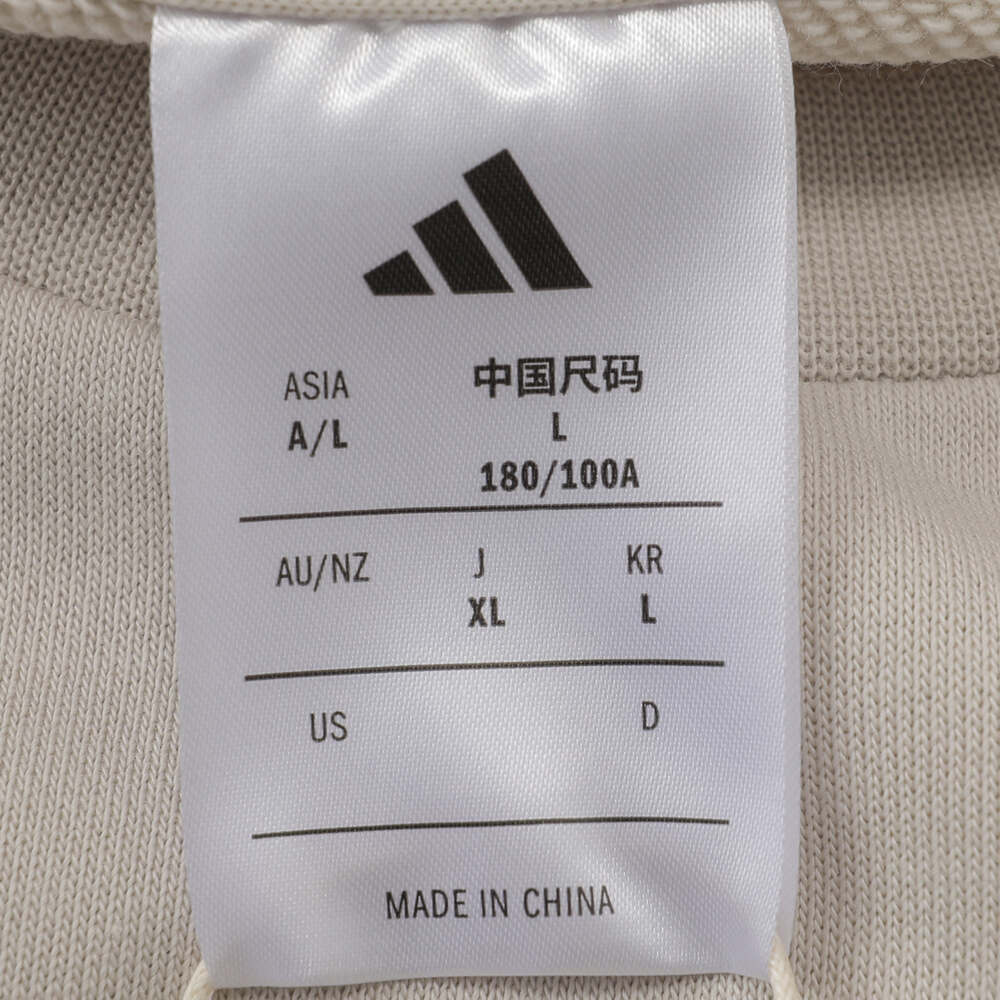 ASIA 中国尺码
A/L L
180/100A
AU/NZ J KR
XL L
US D
MADE IN CHINA